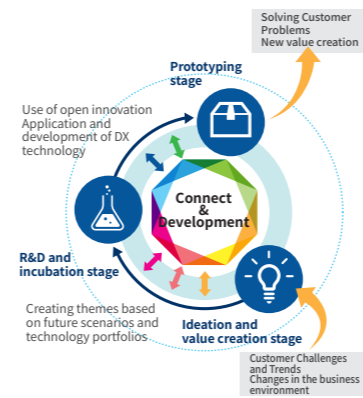 Solving Customer
Problems
New value creation
Prototyping
stage
Use of open innovation
Application and
development of DX
technology
Connect
&
Development
R&D and
incubation stage
Creating themes based
on future scenarios and
technology portfolios
Ideation and
value creation stage
Customer Challenges
and Trends
Changes in the business
environment